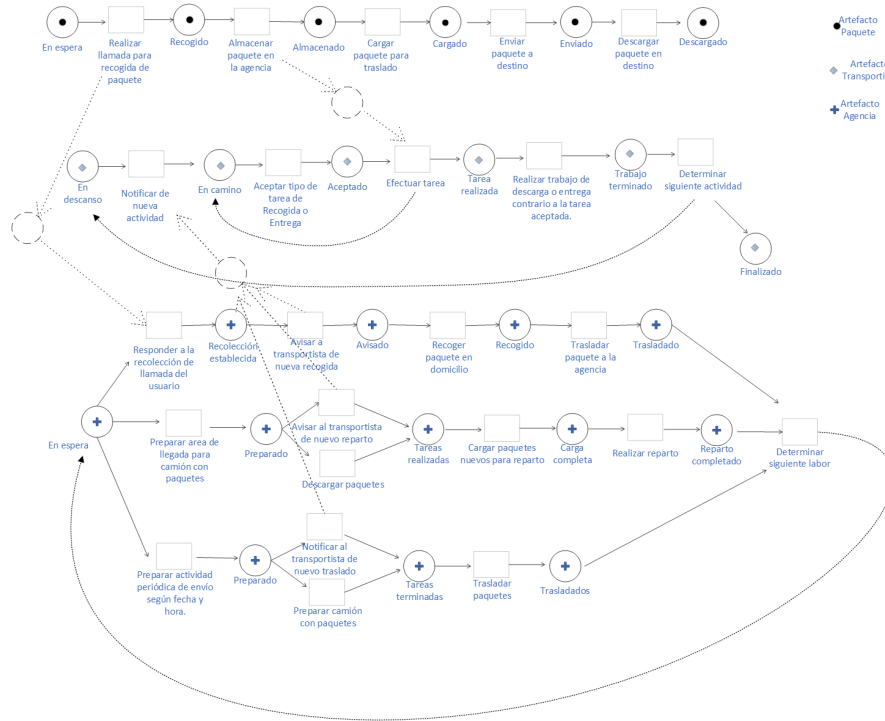 En espera
Realizar
llamada para
recogida de
paquete
Recogido
Almacenar
paquete en
la agencia
Almacenado
Cargar
paquete para
traslado
Cargado
Enviar
paquete a
destino
Enviado
Descargar
paquete en
destino
Descargado
Artefacto
Paquete
Artefacto
Transporti
Artefacto
Agencia
En
descanso
Notificar de
nueva
actividad
En camino
Aceptar tipo de
tarea de
Recogida o
Entrega
Aceptado
Efectuar tarea
Tarea
realizada
Realizar trabajo de
descarga o entrega
contrario a la tarea
aceptada.
Trabajo
terminado
Determinar
siguiente actividad
Finalizado
Responder a la
recolección de
llamada del
usuario
Recolección
establecida
Avisar a
transportista de
nueva recogida
Avisado
Recoger
paquete en
domicilio
Recogido
Trasladar
paquete a la
agencia
Trasladado
En espera
Preparar area de
llegada para
camión con
paquetes
Preparado
Avisar al transportista
de nuevo reparto
Descargar paquetes
Tareas
realizadas
Cargar paquetes
nuevos para reparto
Carga
completa
Realizar reparto
Reparto
completado
Determinar
siguiente labor
Preparar actividad
periódica de envío
según fecha y
hora.
Preparado
Notificar al
transportista de
nuevo traslado
Preparar camión
con paquetes
Tareas
terminadas
Trasladar
paquetes
Trasladados